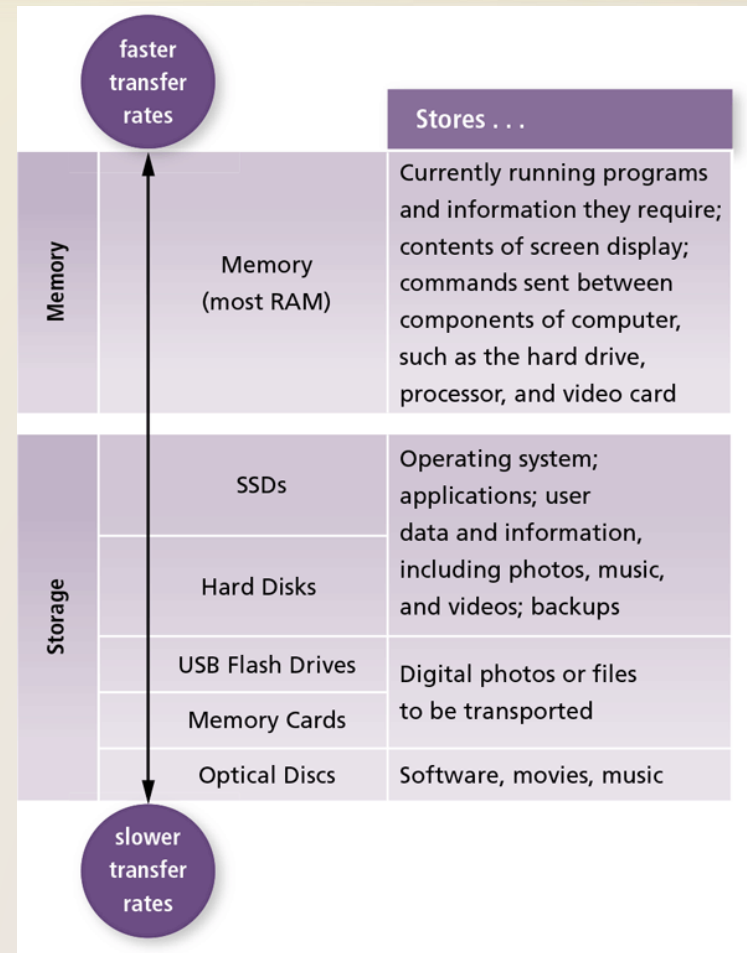 faster
transfer
rates
Stores . . .
Memory
Memory
(most RAM)
Currently running programs
and information they require;
contents of screen display;
commands sent between
components of computer,
such as the hard drive,
processor, and video card
Storage
SSDs
Hard Disks
Operating system;
applications; user
data and information,
including photos, music,
and videos; backups
USB Flash Drives
Memory Cards
Digital photos or files
to be transported
Optical Discs
Software, movies, music
slower
transfer
rates